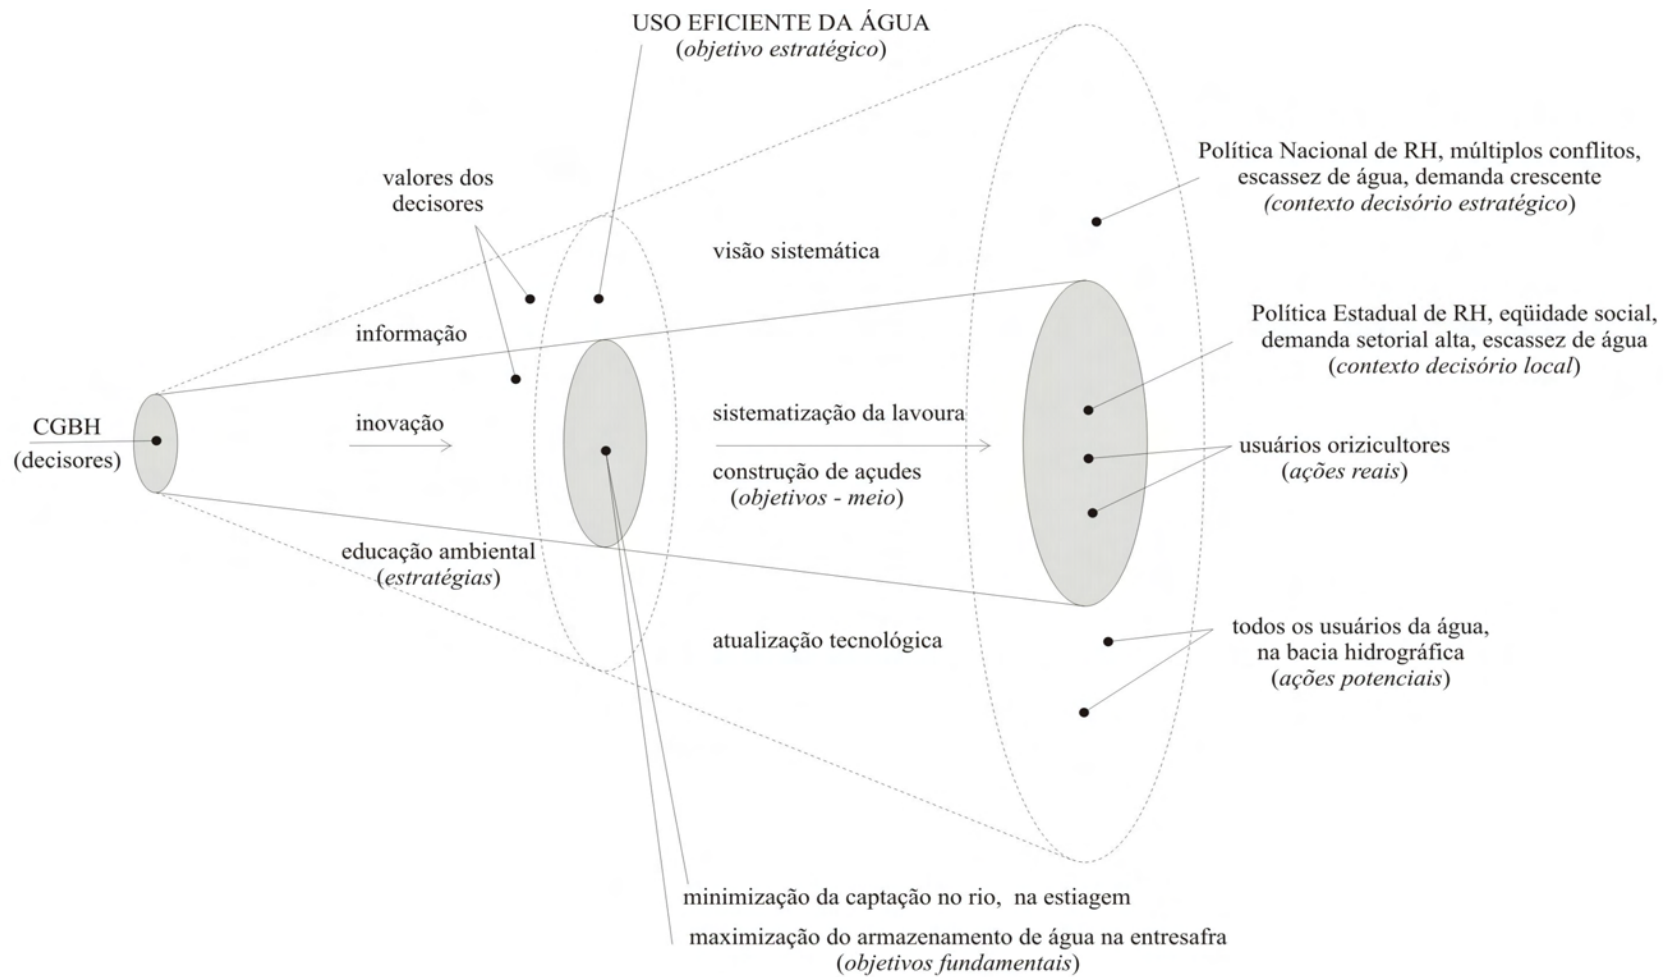 USO EFICIENTE DA ÁGUA
(objetivo estratégico)
valores dos
decisores
Política Nacional de RH, múltiplos conflitos,
escassez de água, demanda crescente
(contexto decisório estratégico)
visão sistemática
informação
Política Estadual de RH, eqüidade social,
demanda setorial alta, escassez de água
(contexto decisório local)
CGBH
(decisores)
inovação
sistematização da lavoura
construção de açudes
(objetivos - meio)
usuários orizicultores
(ações reais)
educação ambiental
(estratégias)
atualização tecnológica
todos os usuários da água,
na bacia hidrográfica
(ações potenciais)
minimização da captação no rio, na estiagem
maximização do armazenamento de água na entresafra
(objetivos fundamentais)